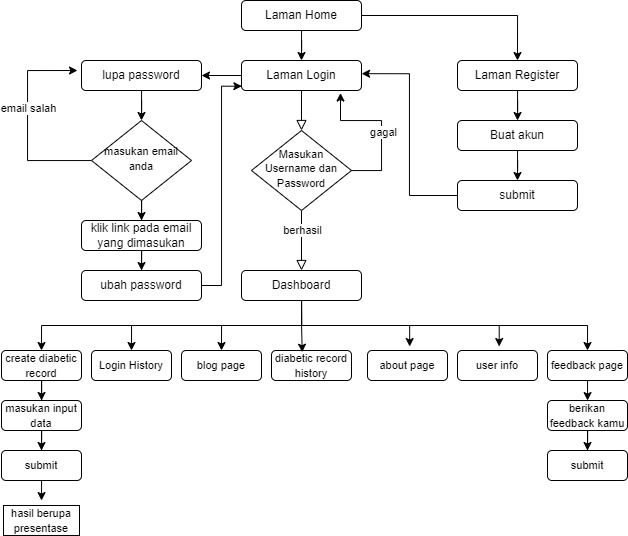 Laman Home
lupa password
Laman Login
Laman Register
email salah
gagal
Buat akun
masukan email
anda
Masukan
Username dan
Password
submit
klik link pada email
yang dimasukan
berhasil
ubah password
Dashboard
create diabetic
record
Login History
blog page
diabetic record
history
about page
user info
feedback page
masukan input
data
berikan
feedback kamu
submit
submit
hasil berupa
presentase